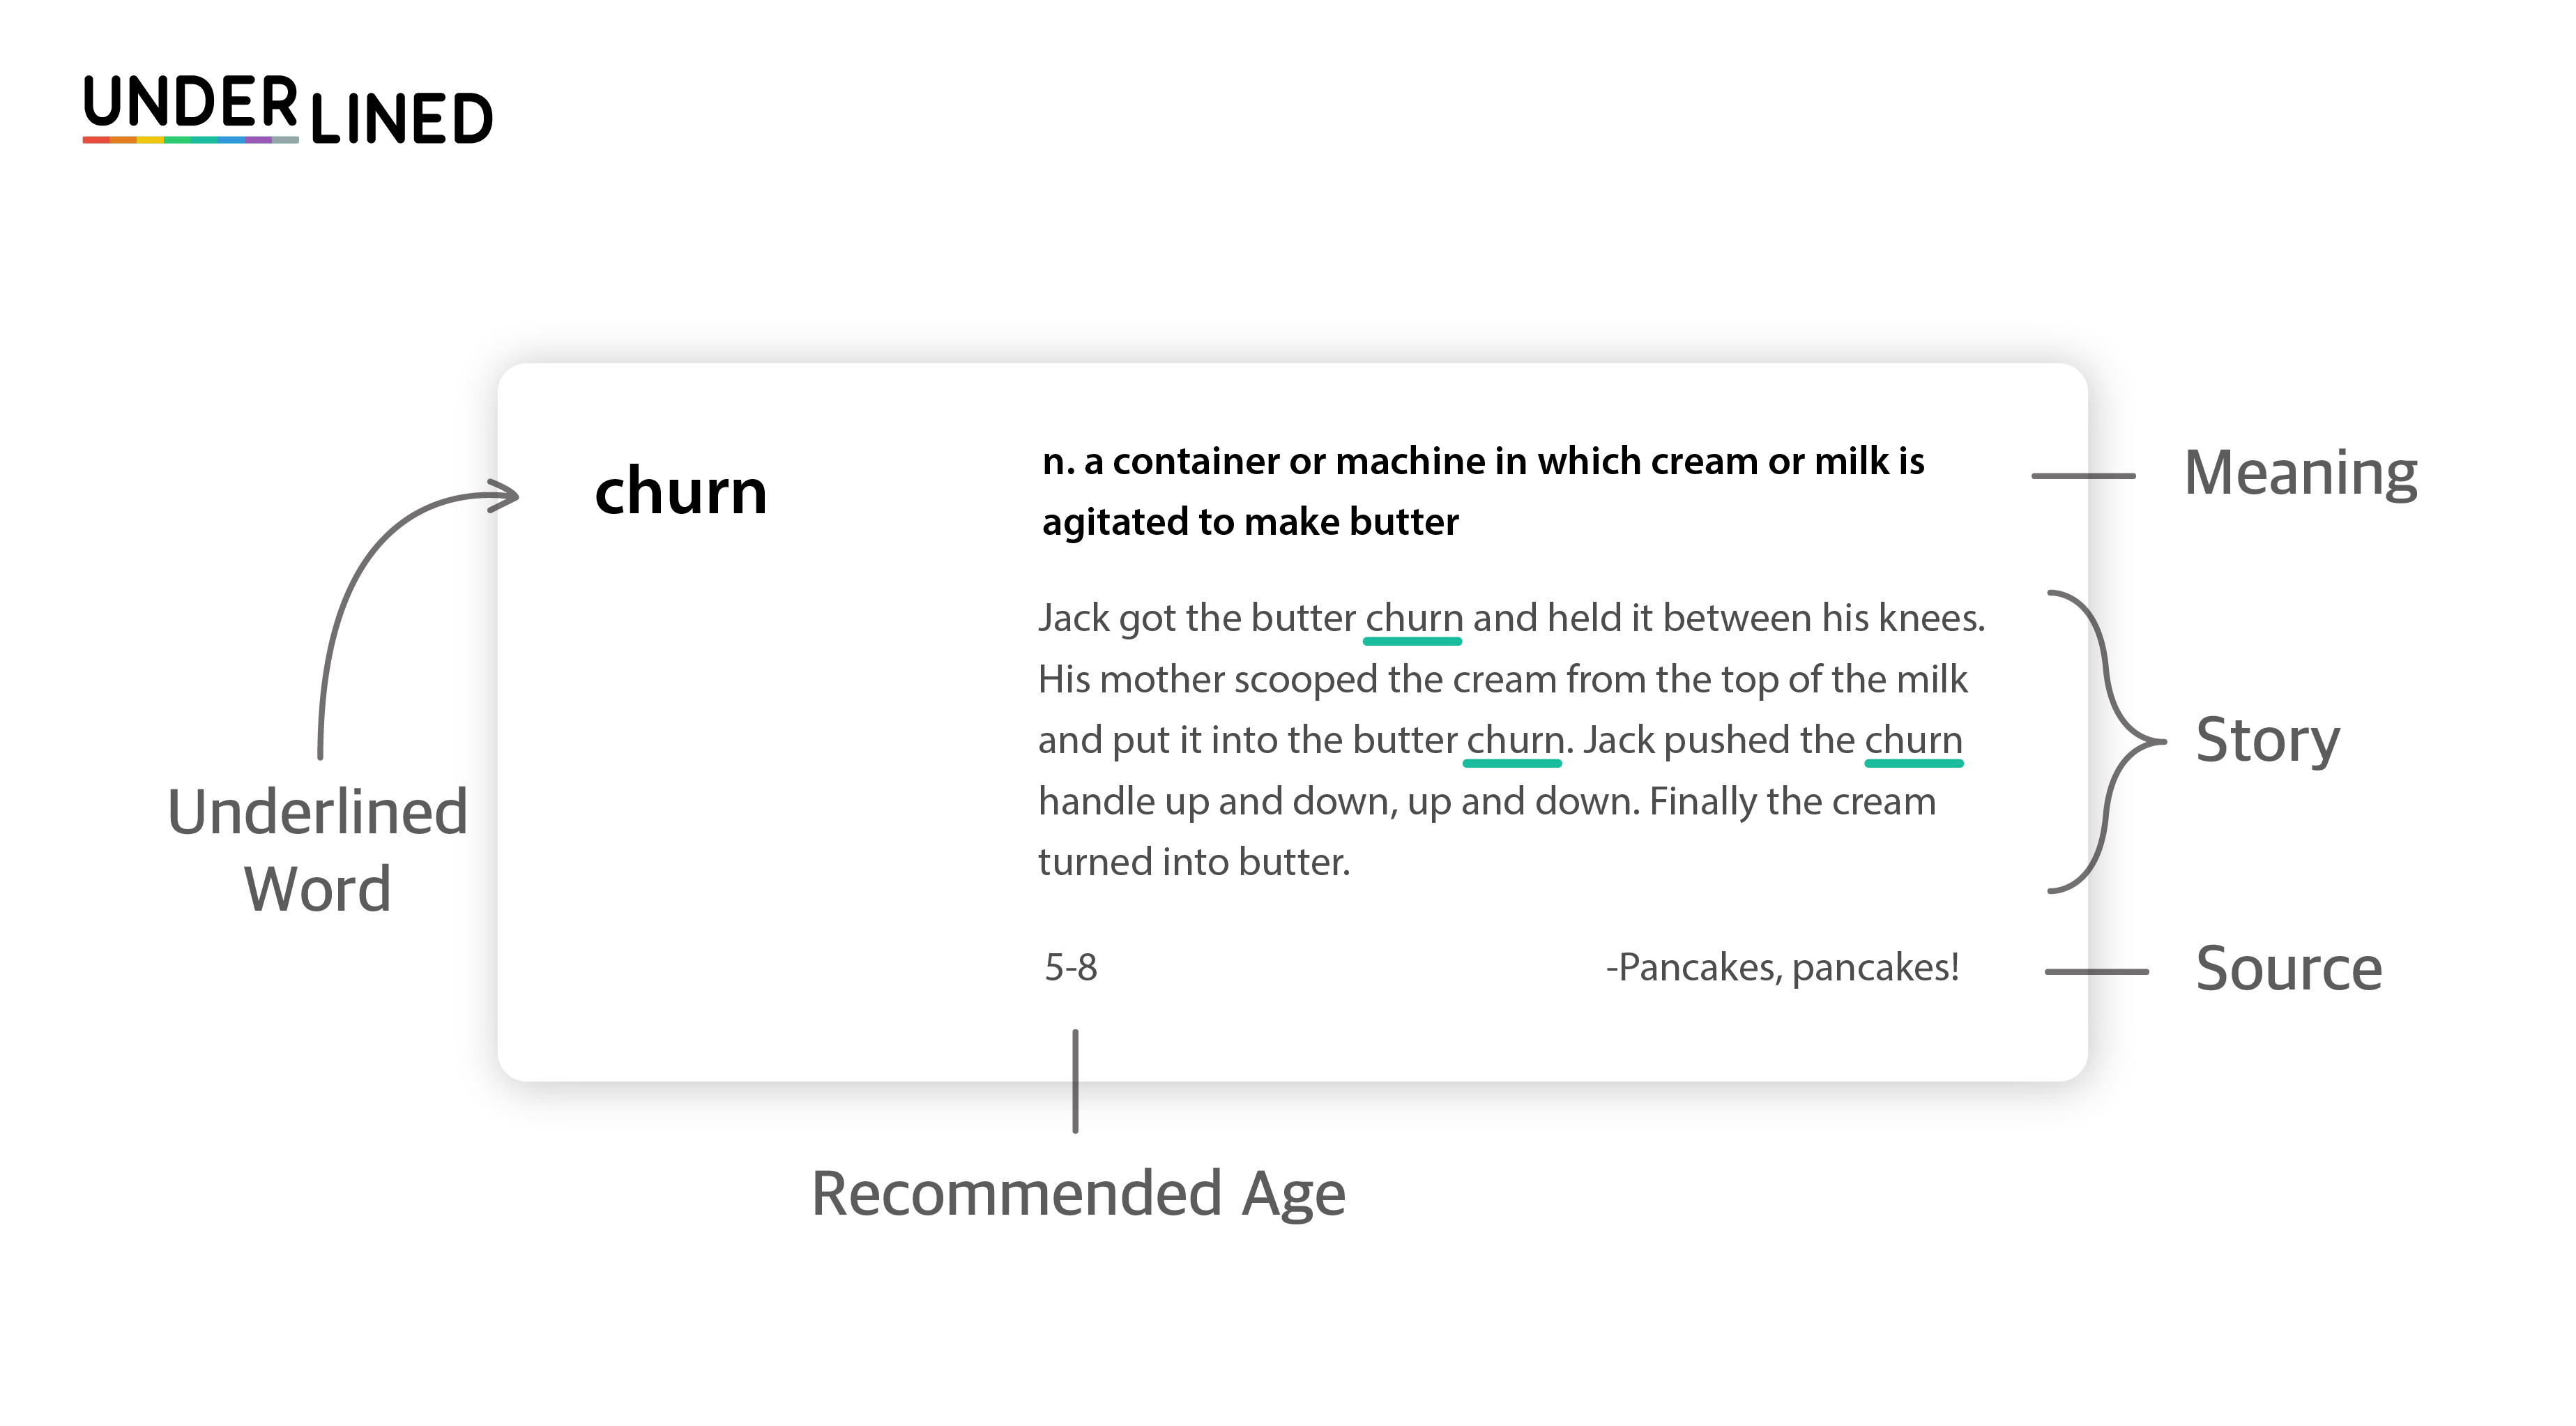 UNDERLINED
churn
n. a container or machine in which cream or milk is
agitated to make butter
Meaning
Jack got the butter churn and held it between his knees.
His mother scooped the cream from the top of the milk
and put it into the butter churn. Jack pushed the churn
handle up and down, up and down. Finally the cream
turned into butter.
Story
Underlined
Word
5-8
-Pancakes, pancakes!
Source
Recommended Age